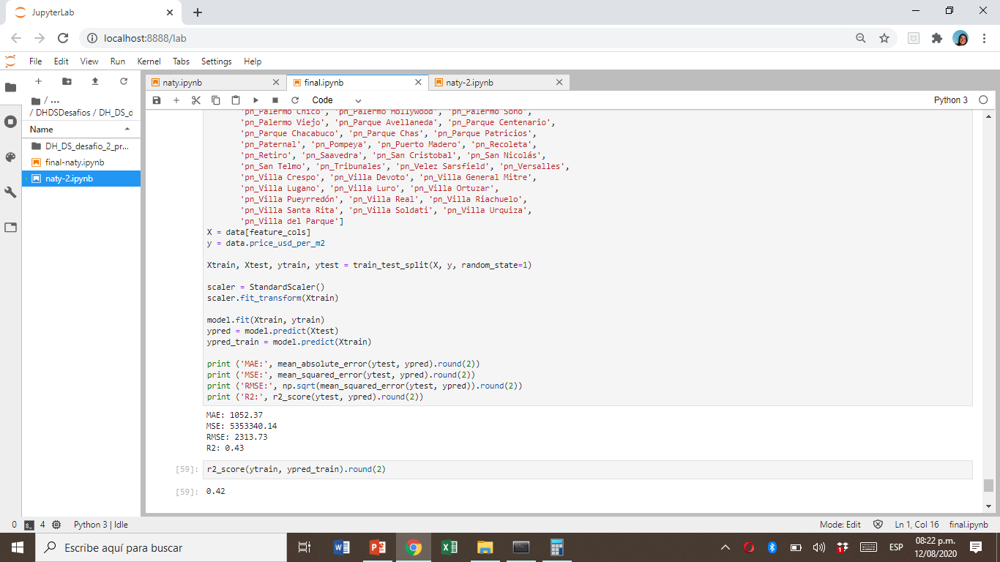 JupyterLab
localhost:8888/lab
File Edit View Run Kernel Tabs Settings Help
naty.ipynb
final.ipynb
naty-2.ipynb
/ ...
/ DHDSDesafios / DH_DS_d
Name
DH_DS_desafio_2_pr...
final-naty.ipynb
naty-2.ipynb
Code
Python 3
'pn_Palermo Chico', 'pn_Palermo Hollywood', 'pn_Palermo Soho',
'pn_Palermo Viejo', 'pn_Parque Avellaneda', 'pn_Parque Centenario',
'pn_Parque Chacabuco', 'pn_Parque Chas', 'pn_Parque Patricios',
'pn_Paternal', 'pn_Pompeya', 'pn_Puerto Madero', 'pn_Recoleta',
'pn_Retiro', 'pn_Saavedra', 'pn_San Cristobal', 'pn_San Nicolás',
'pn_San Telmo', 'pn_Tribunales', 'pn_Velez Sarsfield', 'pn_Versalles',
'pn_Villa Crespo', 'pn_Villa Devoto', 'pn_Villa General Mitre',
'pn_Villa Lugano', 'pn_Villa Luro', 'pn_Villa Ortuzar',
'pn_Villa Pueyrredón', 'pn_Villa Real', 'pn_Villa Riachuelo',
'pn_Villa Santa Rita', 'pn_Villa Soldati', 'pn_Villa Urquiza',
'pn_Villa del Parque']
X = data[feature_cols]
y = data.price_usd_per_m2
Xtrain, Xtest, ytrain, ytest = train_test_split(X, y, random_state=1)
scaler = StandardScaler()
scaler.fit_transform(Xtrain)
model.fit(Xtrain, ytrain)
ypred = model.predict(Xtest)
ypred_train = model.predict(Xtrain)
print ('MAE:', mean_absolute_error(ytest, ypred).round(2))
print ('MSE:', mean_squared_error(ytest, ypred).round(2))
print ('RMSE:', np.sqrt(mean_squared_error(ytest, ypred)).round(2))
print ('R2:', r2_score(ytest, ypred).round(2))
MAE: 1052.37
MSE: 5353340.14
RMSE: 2313.73
R2: 0.43
[59]: r2_score(ytrain, ypred_train).round(2)
[59]: 0.42
0 4 Python 3 | Idle
Mode: Edit Ln 1, Col 16 final.ipynb
Escribe aquí para buscar
ESP
08:22 p.m.
12/08/2020